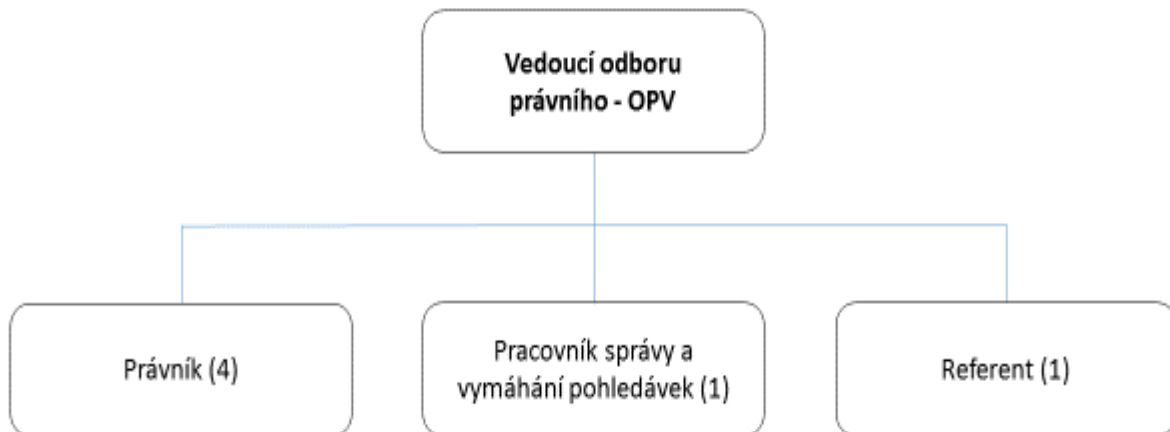 Vedoucí odboru
právního - OPV
Právník (4)
Pracovník správy a
vymáhání pohledávek (1)
Referent (1)